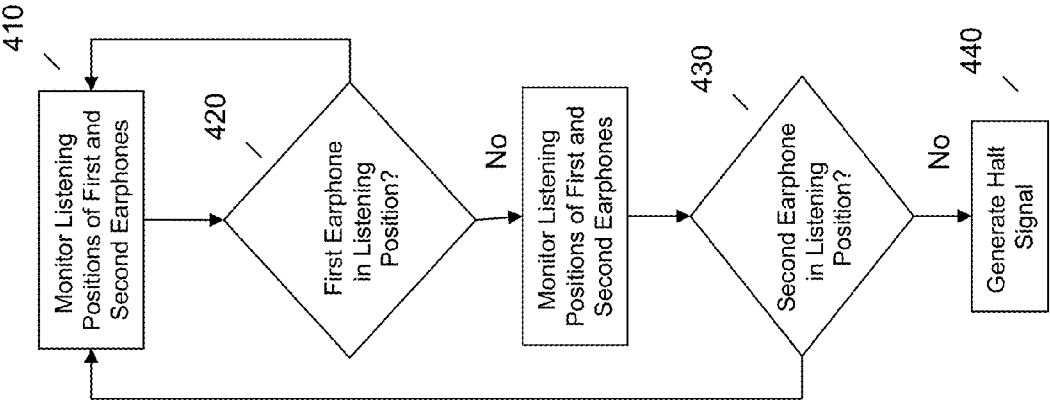 410
Monitor Listening
Positions of First and
Second Earphones
420
First Earphone
in Listening
Position?
No
Monitor Listening
Positions of First and
Second Earphones
430
Second Earphone
in Listening
Position?
No
440
Generate Halt
Signal